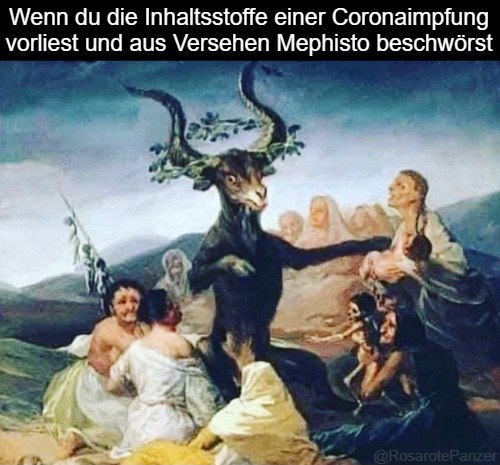 Wenn du die Inhaltsstoffe einer Coronaimpfung
vorliest und aus Versehen Mephisto beschwörst
@RosarotePanzer